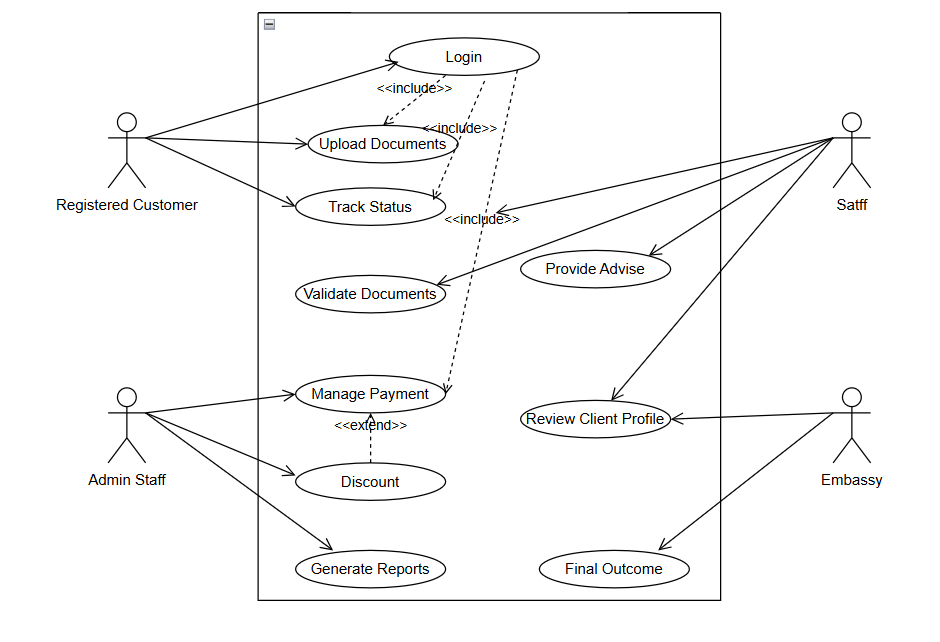 Login
<<include>>
<<include>>
Upload Documents
Registered Customer
Track Status
Satff
<<include>>
Provide Advise
Validate Documents
Manage Payment
Review Client Profile
<<extend>>
Admin Staff
Discount
Embassy
Generate Reports
Final Outcome